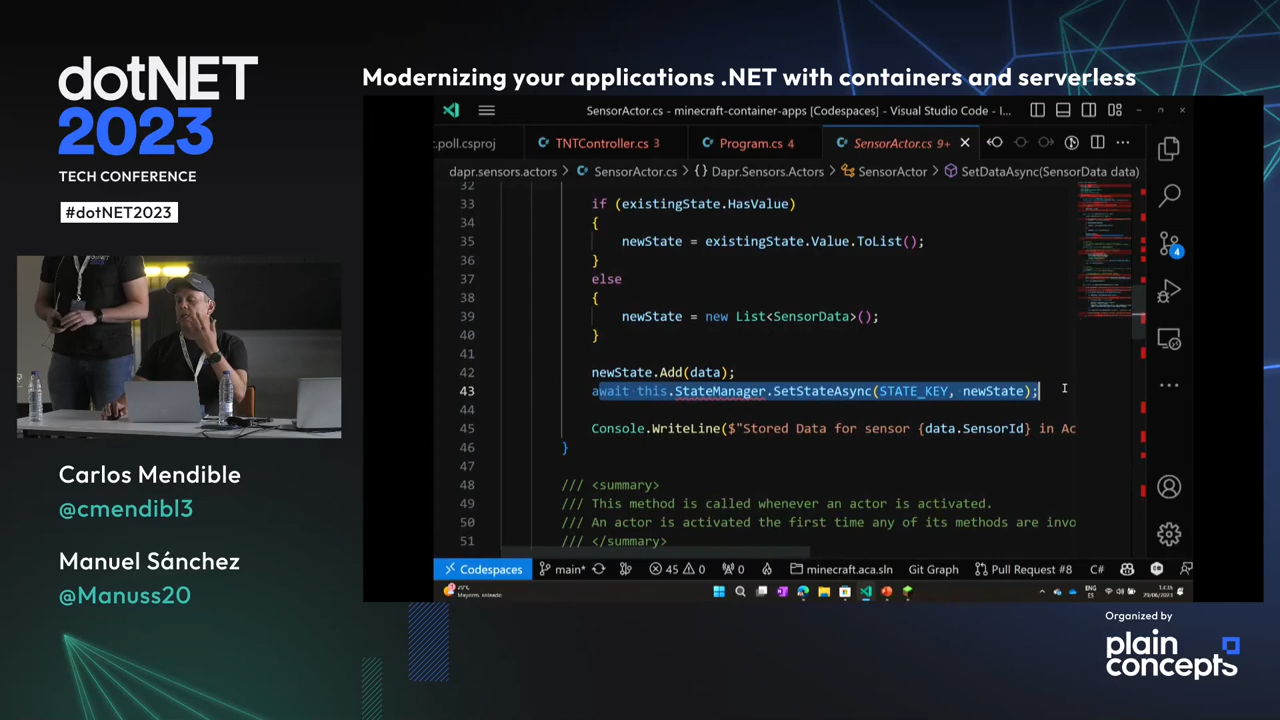 dotNET
2023
TECH CONFERENCE
#dotNET2023
Carlos Mendible
@cmendibl3
Manuel Sánchez
@Manuss20
Modernizing your applications .NET with containers and serverless
SensorActor.cs - minecraft-container-apps [Codespaces] - Visual Studio Code - I...
:.poll.csproj
TNTController.cs 3
Program.cs 4
SensorActor.cs 9+
dapr.sensors.actors > SensorActor.cs > {} Dapr.Sensors.Actors > SensorActor > SetDataAsync(SensorData data)
32
33 if (existingState.HasValue)
34 {
35 newState = existingState.Value.ToList();
36 }
37 else
38 {
39 newState = new List<SensorData>();
40 }
41
42 newState.Add(data);
43 await this.StateManager.SetStateAsync(STATE_KEY, newState);
44
45 Console.WriteLine($"Stored Data for sensor {data.SensorId} in Ac
46 }
47
48 /// <summary>
49 /// This method is called whenever an actor is activated.
50 /// An actor is activated the first time any of its methods are invo
51 /// </summary>
4
Codespaces main* 45 0 0 minecraft.aca.sln Git Graph Pull Request #8 C#
ENG
ES
29/06/2023
Organized by
plain
concepts